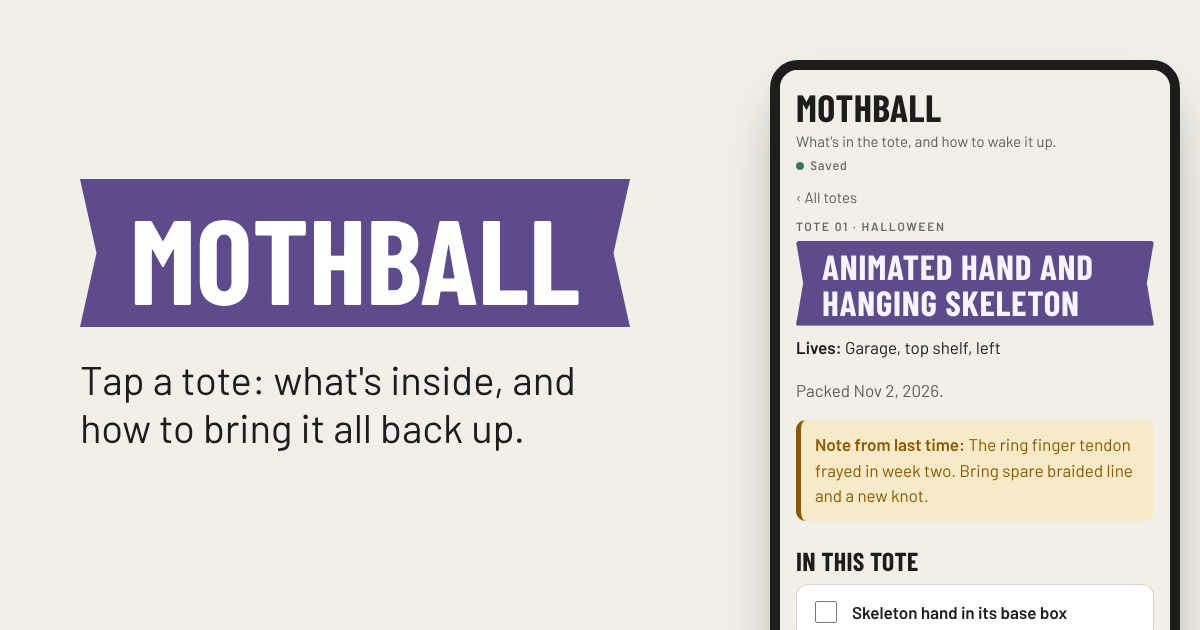 MOTHBALL
Tap a tote: what's inside, and
how to bring it all back up.
MOTHBALL
What's in the tote, and how to wake it up.
Saved
‹ All totes
TOTE 01 · HALLOWEEN
ANIMATED HAND AND
HANGING SKELETON
Lives: Garage, top shelf, left
Packed Nov 2, 2026.
Note from last time: The ring finger tendon
frayed in week two. Bring spare braided line
and a new knot.
IN THIS TOTE
Skeleton hand in its base box